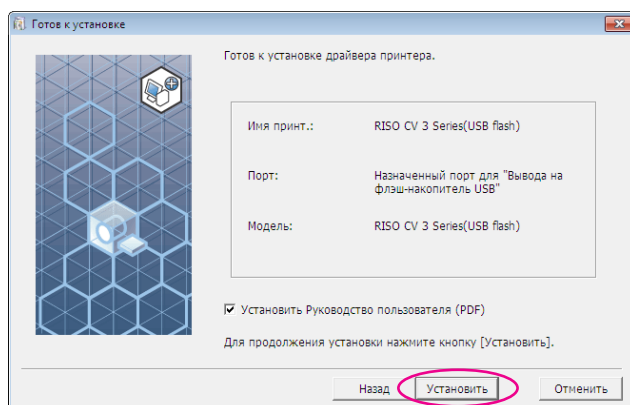 Готов к установке
Готов к установке драйвера принтера.
Имя принт.: RISO CV 3 Series(USB flash)
Порт: Назначенный порт для "Вывода на
флэш-накопитель USB"
Модель: RISO CV 3 Series(USB flash)
Установить Руководство пользователя (PDF)
Для продолжения установки нажмите кнопку [Установить].
Назад Установить Отменить